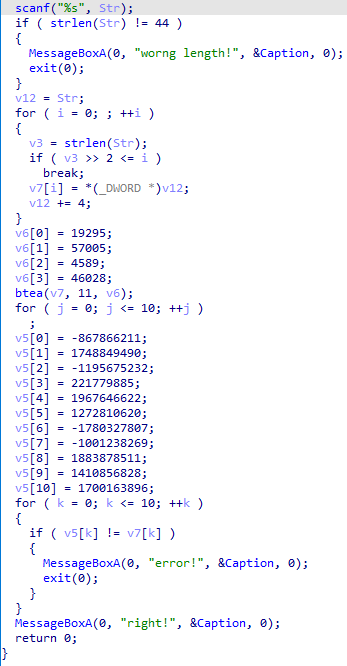 scanf("%s", Str);
if ( strlen(Str) != 44 )
{
MessageBoxA(0, "worng length!", &Caption, 0);
exit(0);
}
v12 = Str;
for ( i = 0; ; ++i )
{
v3 = strlen(Str);
if ( v3 >> 2 <= i )
break;
v7[i] = *(_DWORD *)v12;
v12 += 4;
}
v6[0] = 19295;
v6[1] = 57005;
v6[2] = 4589;
v6[3] = 46028;
btea(v7, 11, v6);
for ( j = 0; j <= 10; ++j )
;
v5[0] = -867866211;
v5[1] = 1748849490;
v5[2] = -1195675232;
v5[3] = 221779885;
v5[4] = 1967646622;
v5[5] = 1272810620;
v5[6] = -1780327807;
v5[7] = -1001238269;
v5[8] = 1883878511;
v5[9] = 1410856828;
v5[10] = 1700163896;
for ( k = 0; k <= 10; ++k )
{
if ( v5[k] != v7[k] )
{
MessageBoxA(0, "error!", &Caption, 0);
exit(0);
}
}
MessageBoxA(0, "right!", &Caption, 0);
return 0;
}